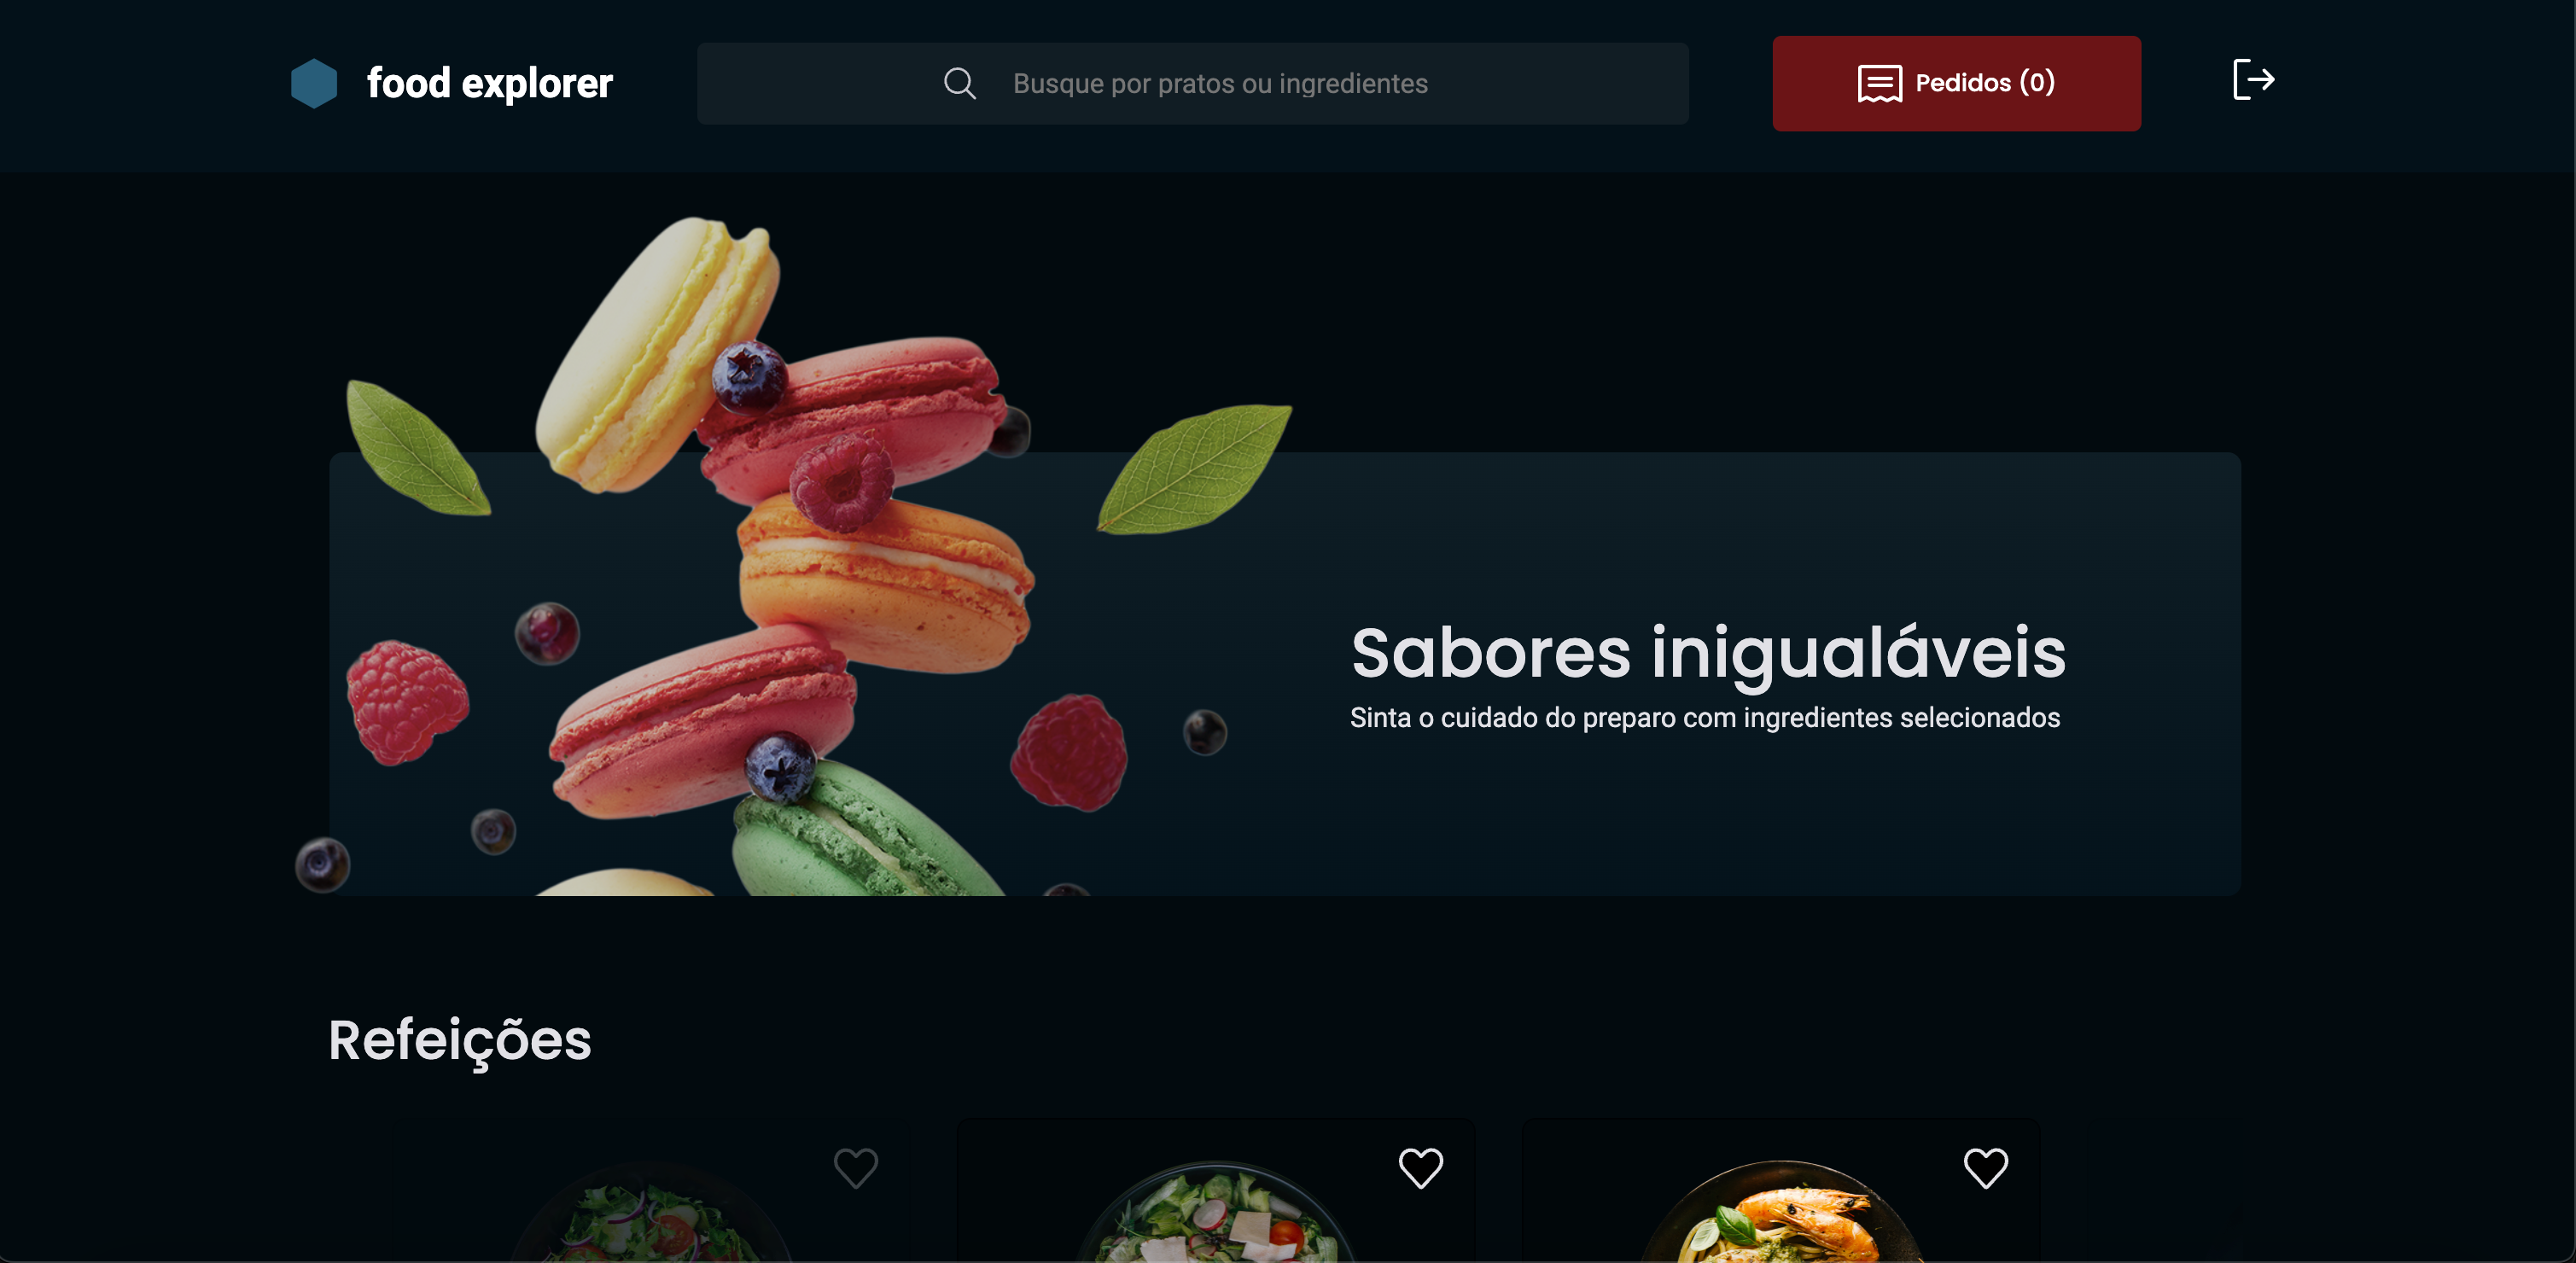 food explorer
Busque por pratos ou ingredientes
Pedidos (0)
Sabores inigualáveis
Sinta o cuidado do preparo com ingredientes selecionados
Refeições